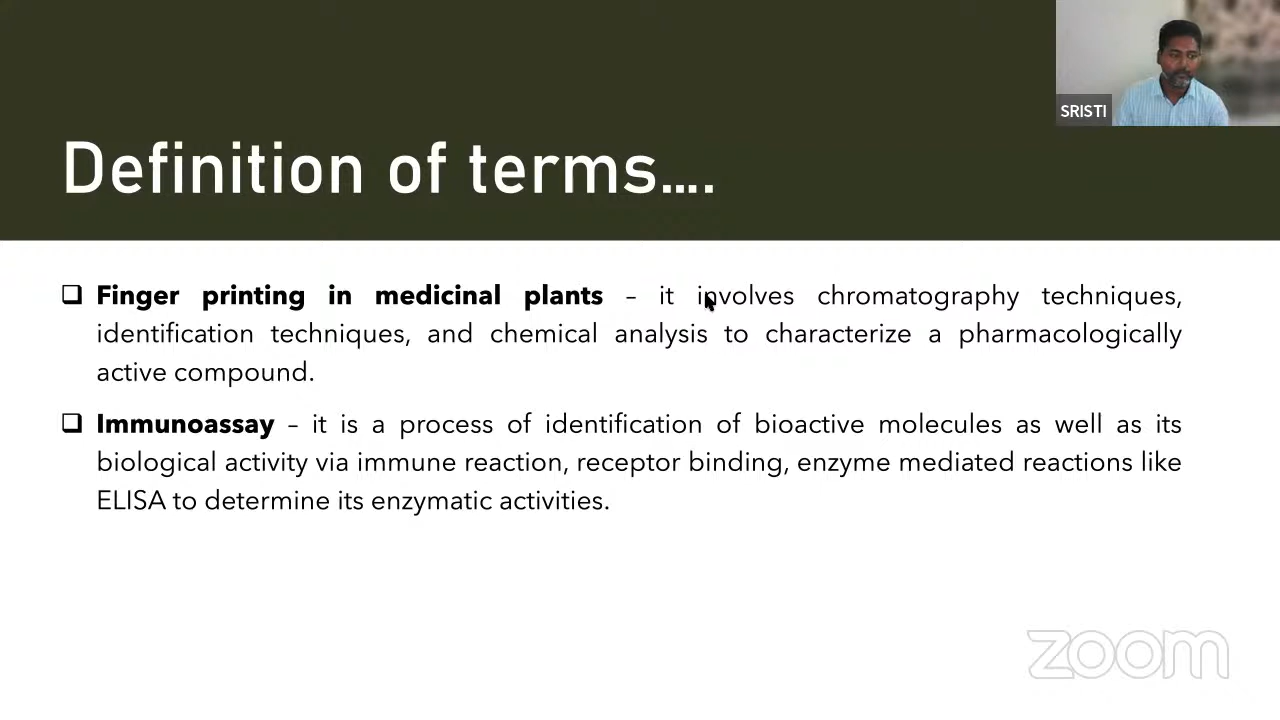 SRISTI
Definition of terms....
Finger printing in medicinal plants – it involves chromatography techniques,
identification techniques, and chemical analysis to characterize a pharmacologically
active compound.
Immunoassay – it is a process of identification of bioactive molecules as well as its
biological activity via immune reaction, receptor binding, enzyme mediated reactions like
ELISA to determine its enzymatic activities.
zoom